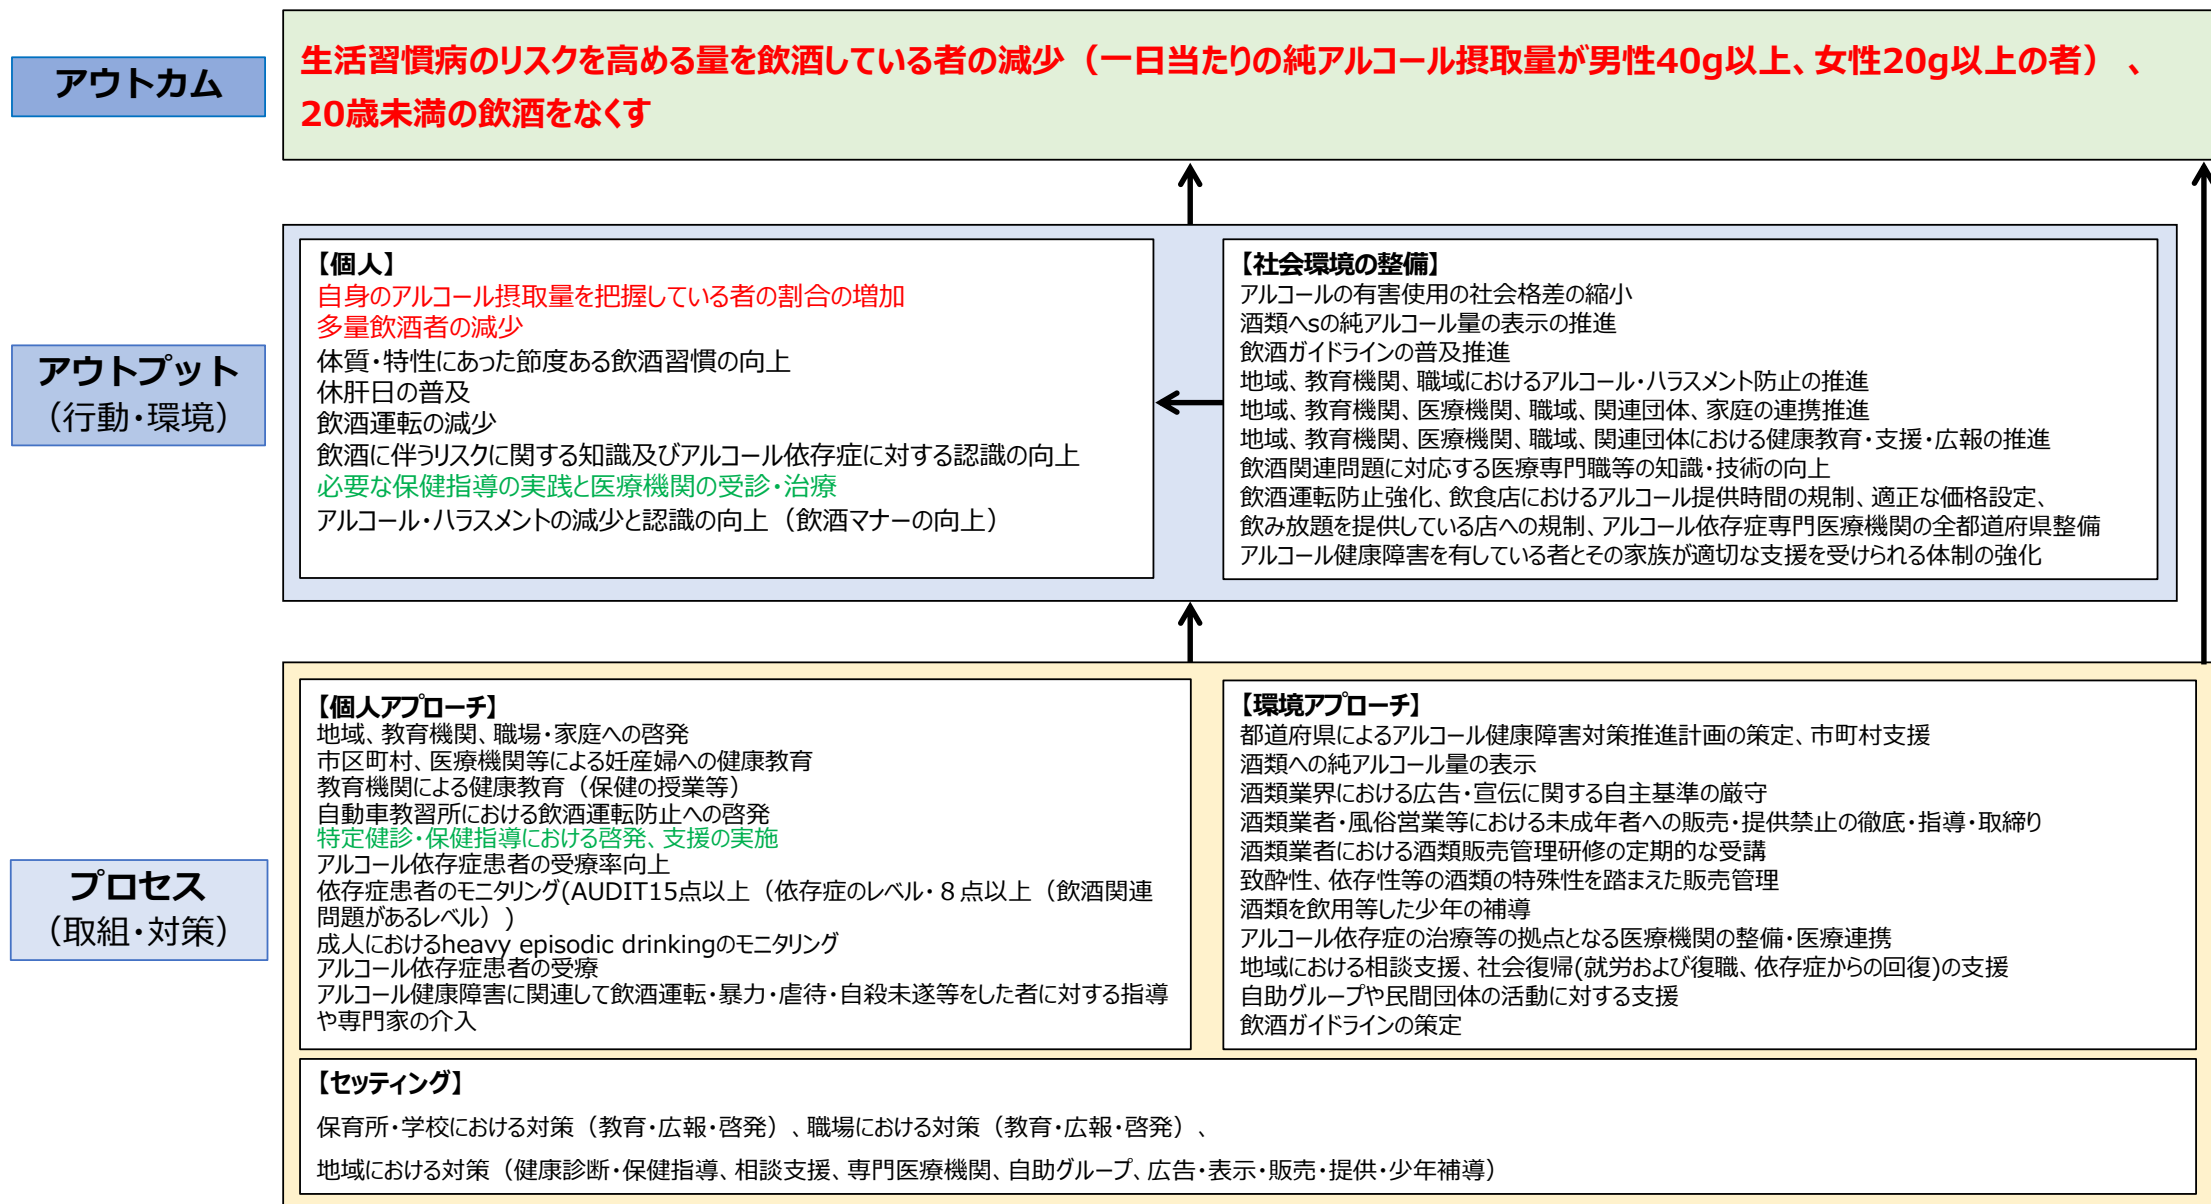 アウトカム
生活習慣病のリスクを高める量を飲酒している者の減少（一日当たりの純アルコール摂取量が男性40g以上、女性20g以上の者）、
20歳未満の飲酒をなくす
アウトプット
（行動・環境）
【個人】
自身のアルコール摂取量を把握している者の割合の増加
多量飲酒者の減少
体質・特性にあった節度ある飲酒習慣の向上
休肝日の普及
飲酒運転の減少
飲酒に伴うリスクに関する知識及びアルコール依存症に対する認識の向上
必要な保健指導の実践と医療機関の受診・治療
アルコール・ハラスメントの減少と認識の向上（飲酒マナーの向上）
【社会環境の整備】
アルコールの有害使用の社会格差の縮小
酒類へsの純アルコール量の表示の推進
飲酒ガイドラインの普及推進
地域、教育機関、職域におけるアルコール・ハラスメント防止の推進
地域、教育機関、医療機関、職域、関連団体、家庭の連携推進
地域、教育機関、医療機関、職域、関連団体における健康教育・支援・広報の推進
飲酒関連問題に対応する医療専門職等の知識・技術の向上
飲酒運転防止強化、飲食店におけるアルコール提供時間の規制、適正な価格設定、
飲み放題を提供している店への規制、アルコール依存症専門医療機関の全都道府県整備
アルコール健康障害を有している者とその家族が適切な支援を受けられる体制の強化
プロセス
（取組・対策）
【個人アプローチ】
地域、教育機関、職場・家庭への啓発
市区町村、医療機関等による妊産婦への健康教育
教育機関による健康教育（保健の授業等）
自動車教習所における飲酒運転防止への啓発
特定健診・保健指導における啓発、支援の実施
アルコール依存症患者の受療率向上
依存症患者のモニタリング(AUDIT15点以上（依存症のレベル・８点以上（飲酒関連
問題があるレベル）)
成人におけるheavy episodic drinkingのモニタリング
アルコール依存症患者の受療
アルコール健康障害に関連して飲酒運転・暴力・虐待・自殺未遂等をした者に対する指導
や専門家の介入
【環境アプローチ】
都道府県によるアルコール健康障害対策推進計画の策定、市町村支援
酒類への純アルコール量の表示
酒類業界における広告・宣伝に関する自主基準の厳守
酒類業者・風俗営業等における未成年者への販売・提供禁止の徹底・指導・取締り
酒類業者における酒類販売管理研修の定期的な受講
致酔性、依存性等の酒類の特殊性を踏まえた販売管理
酒類を飲用等した少年の補導
アルコール依存症の治療等の拠点となる医療機関の整備・医療連携
地域における相談支援、社会復帰(就労および復職、依存症からの回復)の支援
自助グループや民間団体の活動に対する支援
飲酒ガイドラインの策定
【セッティング】
保育所・学校における対策（教育・広報・啓発）、職場における対策（教育・広報・啓発）、
地域における対策（健康診断・保健指導、相談支援、専門医療機関、自助グループ、広告・表示・販売・提供・少年補導）